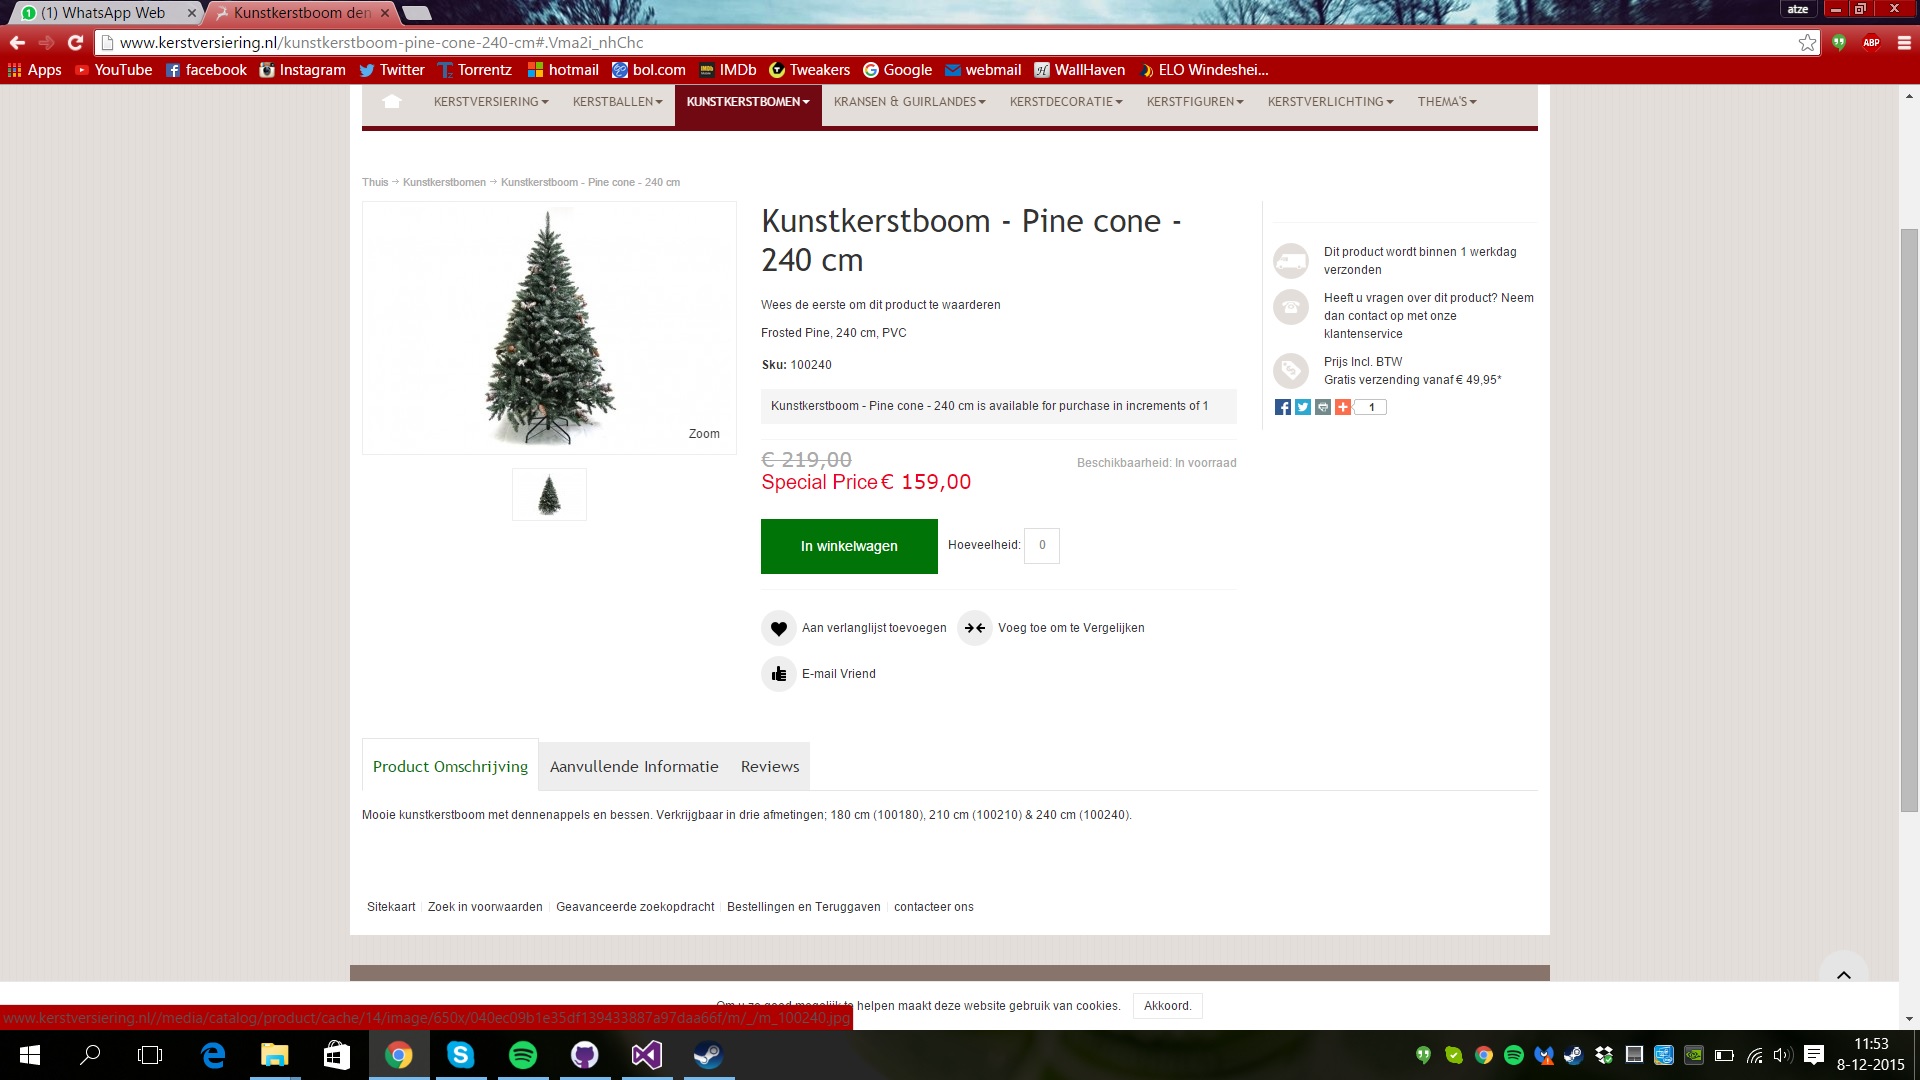 (1) WhatsApp Web
Kunstkerstboom den
atze
www.kerstversiering.nl/kunstkerstboom-pine-cone-240-cm#.Vma2i_nhChc
ABP
Apps YouTube facebook Instagram Twitter Torrentz hotmail bol.com IMDb Tweakers Google webmail WallHaven ELO Windeshei...
KERSTVERSIERING KERSTBALLEN KUNSTKERSTBOMEN KRANSEN & GUIRLANDES KERSTDECORATIE KERSTFIGUREN KERSTVERLICHTING THEMA'S
Thuis → Kunstkerstbomen → Kunstkerstboom - Pine cone - 240 cm
Zoom
Kunstkerstboom - Pine cone -
240 cm
Wees de eerste om dit product te waarderen
Frosted Pine, 240 cm, PVC
Sku: 100240
Kunstkerstboom - Pine cone - 240 cm is available for purchase in increments of 1
€ 219,00
Beschikbaarheid: In voorraad
Special Price € 159,00
In winkelwagen
Hoeveelheid: 0
Aan verlanglijst toevoegen
Voeg toe om te Vergelijken
E-mail Vriend
Dit product wordt binnen 1 werkdag
verzonden
Heeft u vragen over dit product? Neem
dan contact op met onze
klantenservice
Prijs Incl. BTW
Gratis verzending vanaf € 49,95*
1
Product Omschrijving
Aanvullende Informatie
Reviews
Mooie kunstkerstboom met dennenappels en bessen. Verkrijgbaar in drie afmetingen; 180 cm (100180), 210 cm (100210) & 240 cm (100240).
Sitekaart
Zoek in voorwaarden
Geavanceerde zoekopdracht
Bestellingen en Teruggaven
contacteer ons
Om u zo goed mogelijk te helpen maakt deze website gebruik van cookies.
Akkoord.
www.kerstversiering.nl//media/catalog/product/cache/14/image/650x/040ec09b1e35df139433887a97daa66f/m/_/m_100240.jpg
11:53
8-12-2015